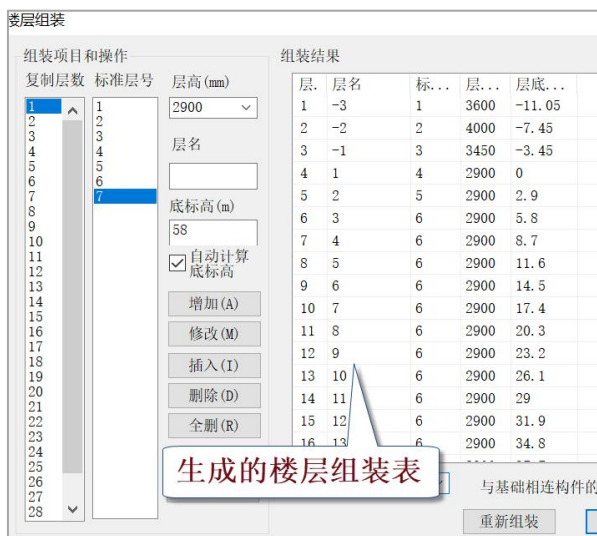 楼层组装
组装项目和操作
复制层数 标准层号 层高(mm)
1
2
3
4
5
6
7
8
9
10
11
12
13
14
15
16
17
18
19
20
21
22
23
24
25
26
27
28
1
2
3
4
5
6
7
2900
层名
底标高(m)
58
自动计算
底标高
增加(A)
修改(M)
插入(I)
删除(D)
全删(R)
组装结果
层. 层名 标... 层... 层底...
1 -3 1 3600 -11.05
2 -2 2 4000 -7.45
3 -1 3 3450 -3.45
4 1 4 2900 0
5 2 5 2900 2.9
6 3 6 2900 5.8
7 4 6 2900 8.7
8 5 6 2900 11.6
9 6 6 2900 14.5
10 7 6 2900 17.4
11 8 6 2900 20.3
12 9 6 2900 23.2
13 10 6 2900 26.1
14 11 6 2900 29
15 12 6 2900 31.9
16 13 6 2900 34.8
生成的楼层组装表
与基础相连构件的
重新组装